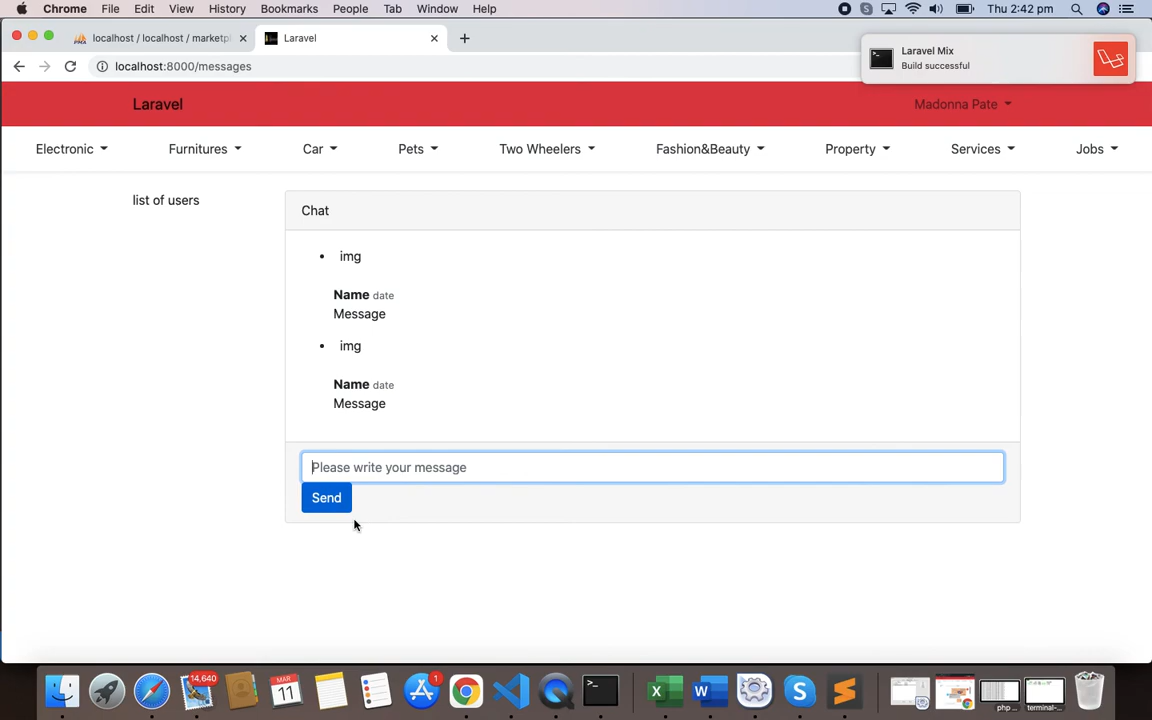 Chrome File Edit View History Bookmarks People Tab Window Help Thu 2:42 pm
localhost / localhost / marketpl
Laravel
Laravel Mix
Build successful
localhost:8000/messages
Laravel
Madonna Pate
Electronic Furnitures Car Pets Two Wheelers Fashion&Beauty Property Services Jobs
list of users
Chat
img
Name date
Message
img
Name date
Message
Please write your message
Send
14,640
MAR
11
1
php ...
terminal-...